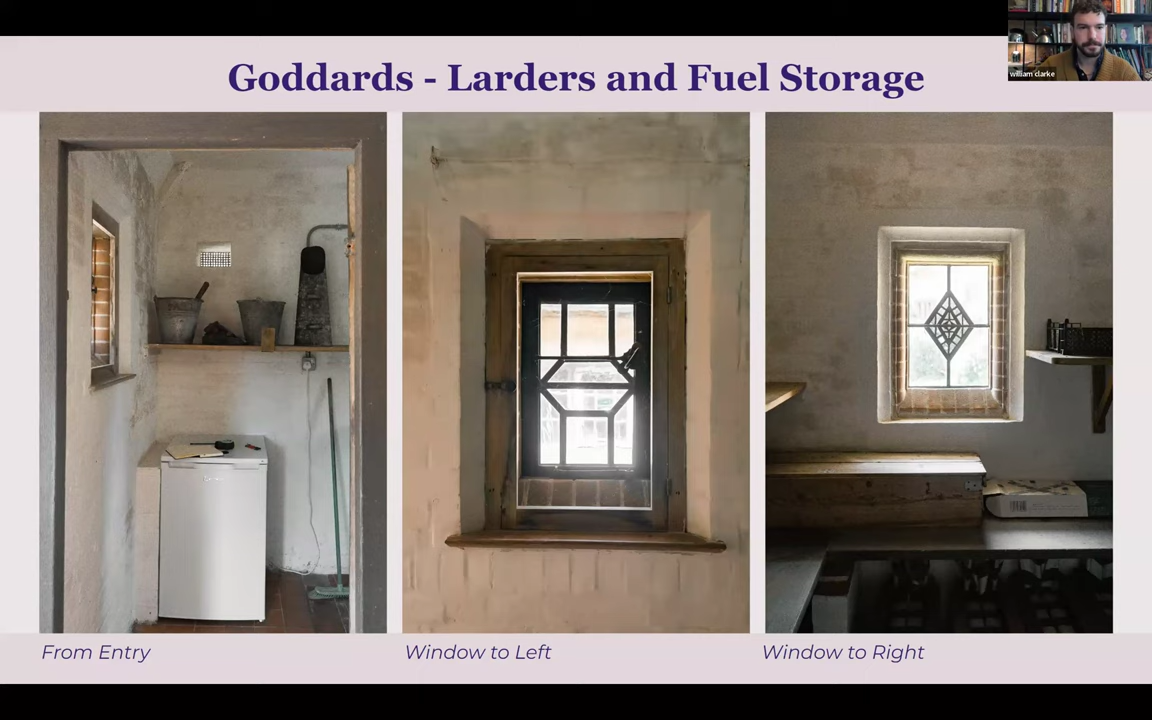 Goddards - Larders and Fuel Storage
william clarke
From Entry
Window to Left
Window to Right